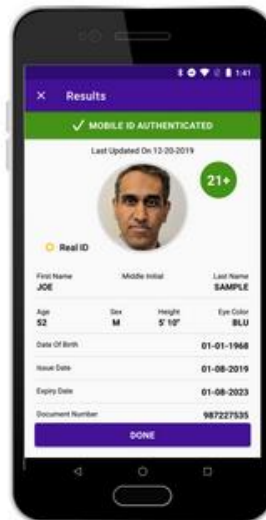 1:41
× Results
✓ MOBILE ID AUTHENTICATED
Last Updated On 12-20-2019
21+
Real ID
First Name Middle Initial Last Name
JOE SAMPLE
Age Sex Height Eye Color
52 M 5' 10" BLU
Date Of Birth 01-01-1968
Issue Date 01-08-2019
Expiry Date 01-08-2023
Document Number 987227535
DONE